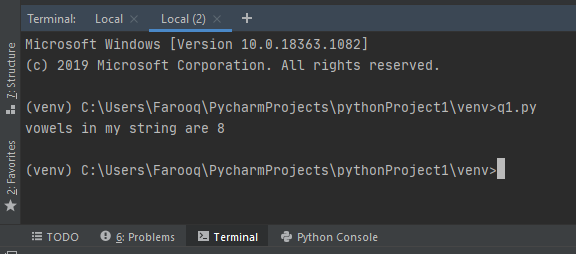 Terminal: Local × Local (2) × +
Microsoft Windows [Version 10.0.18363.1082]
(c) 2019 Microsoft Corporation. All rights reserved.
(venv) C:\Users\Farooq\PycharmProjects\pythonProject1\venv>q1.py
vowels in my string are 8
(venv) C:\Users\Farooq\PycharmProjects\pythonProject1\venv>
7: Structure
2: Favorites
TODO 6: Problems Terminal Python Console